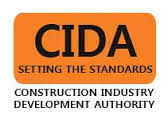 CIDA
SETTING THE STANDARDS
CONSTRUCTION INDUSTRY
DEVELOPMENT AUTHORITY